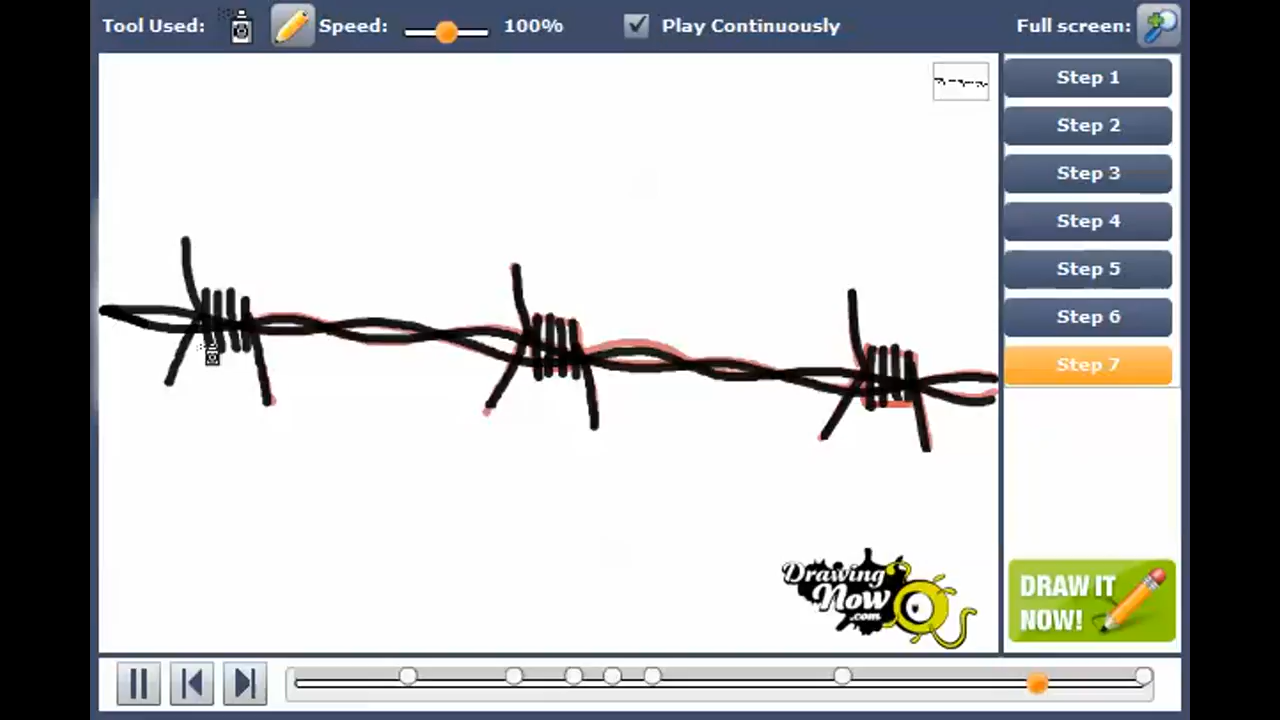 Tool Used:
Speed:
100%
Play Continuously
Full screen:
Step 1
Step 2
Step 3
Step 4
Step 5
Step 6
Step 7
Drawing
Now
.com
DRAW IT
NOW!